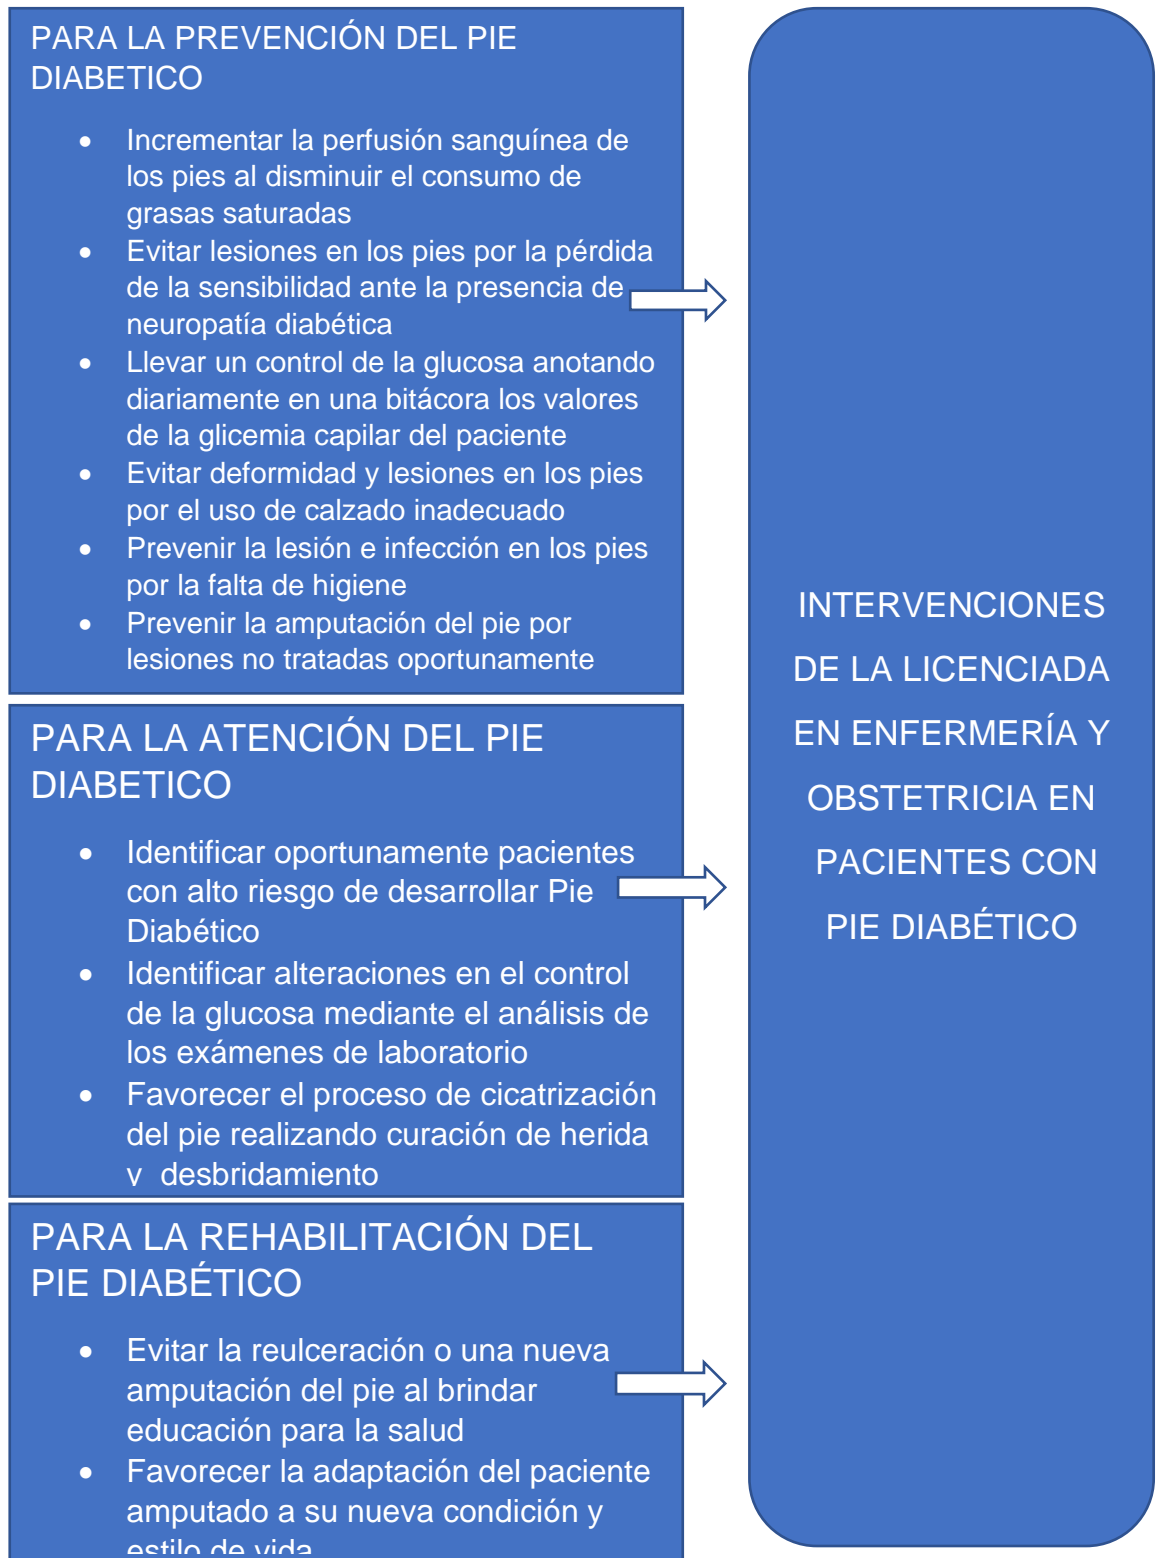 PARA LA PREVENCIÓN DEL PIE
DIABETICO
• Incrementar la perfusión sanguínea de
los pies al disminuir el consumo de
grasas saturadas
• Evitar lesiones en los pies por la pérdida
de la sensibilidad ante la presencia de
neuropatía diabética
• Llevar un control de la glucosa anotando
diariamente en una bitácora los valores
de la glicemia capilar del paciente
• Evitar deformidad y lesiones en los pies
por el uso de calzado inadecuado
• Prevenir la lesión e infección en los pies
por la falta de higiene
• Prevenir la amputación del pie por
lesiones no tratadas oportunamente
PARA LA ATENCIÓN DEL PIE
DIABETICO
• Identificar oportunamente pacientes
con alto riesgo de desarrollar Pie
Diabético
• Identificar alteraciones en el control
de la glucosa mediante el análisis de
los exámenes de laboratorio
• Favorecer el proceso de cicatrización
del pie realizando curación de herida
y desbridamiento
PARA LA REHABILITACIÓN DEL
PIE DIABÉTICO
• Evitar la reulceración o una nueva
amputación del pie al brindar
educación para la salud
• Favorecer la adaptación del paciente
amputado a su nueva condición y
estilo de vida
INTERVENCIONES
DE LA LICENCIADA
EN ENFERMERÍA Y
OBSTETRICIA EN
PACIENTES CON
PIE DIABÉTICO